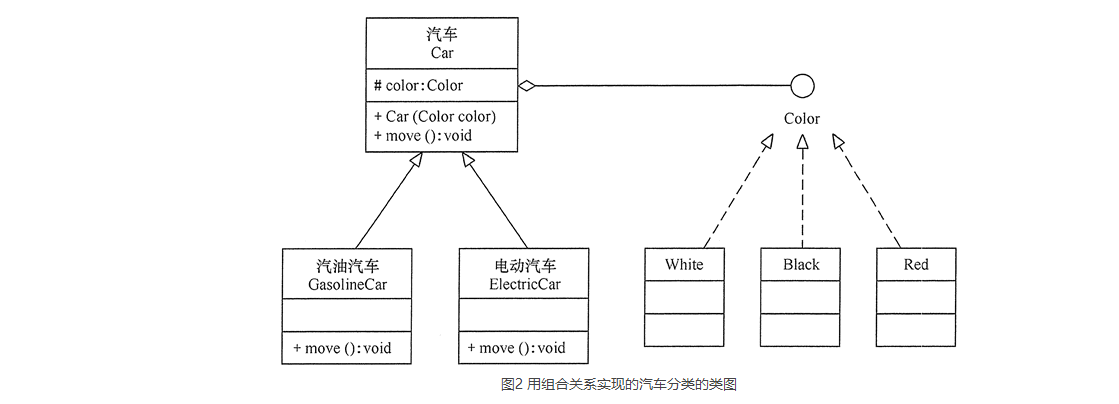 汽车
Car
# color:Color
+ Car (Color color)
+ move ():void
Color
汽油汽车
GasolineCar
+ move ():void
电动汽车
ElectricCar
+ move ():void
White
Black
Red
图2 用组合关系实现的汽车分类的类图